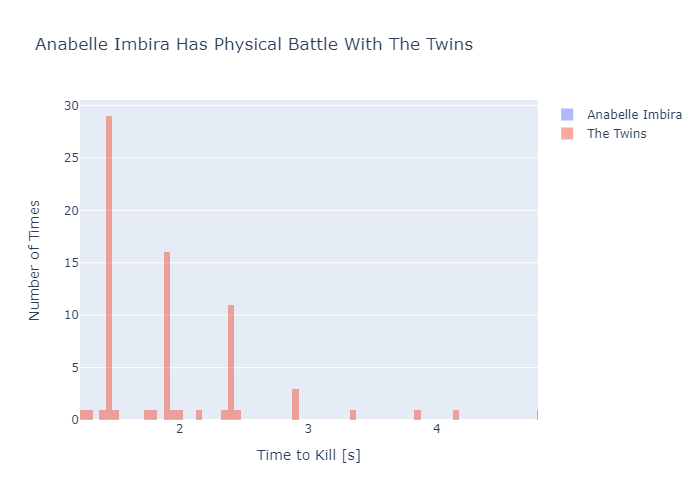 Anabelle Imbira Has Physical Battle With The Twins
Anabelle Imbira
The Twins
Number of Times
30
25
20
15
10
5
0
2
3
4
Time to Kill [s]